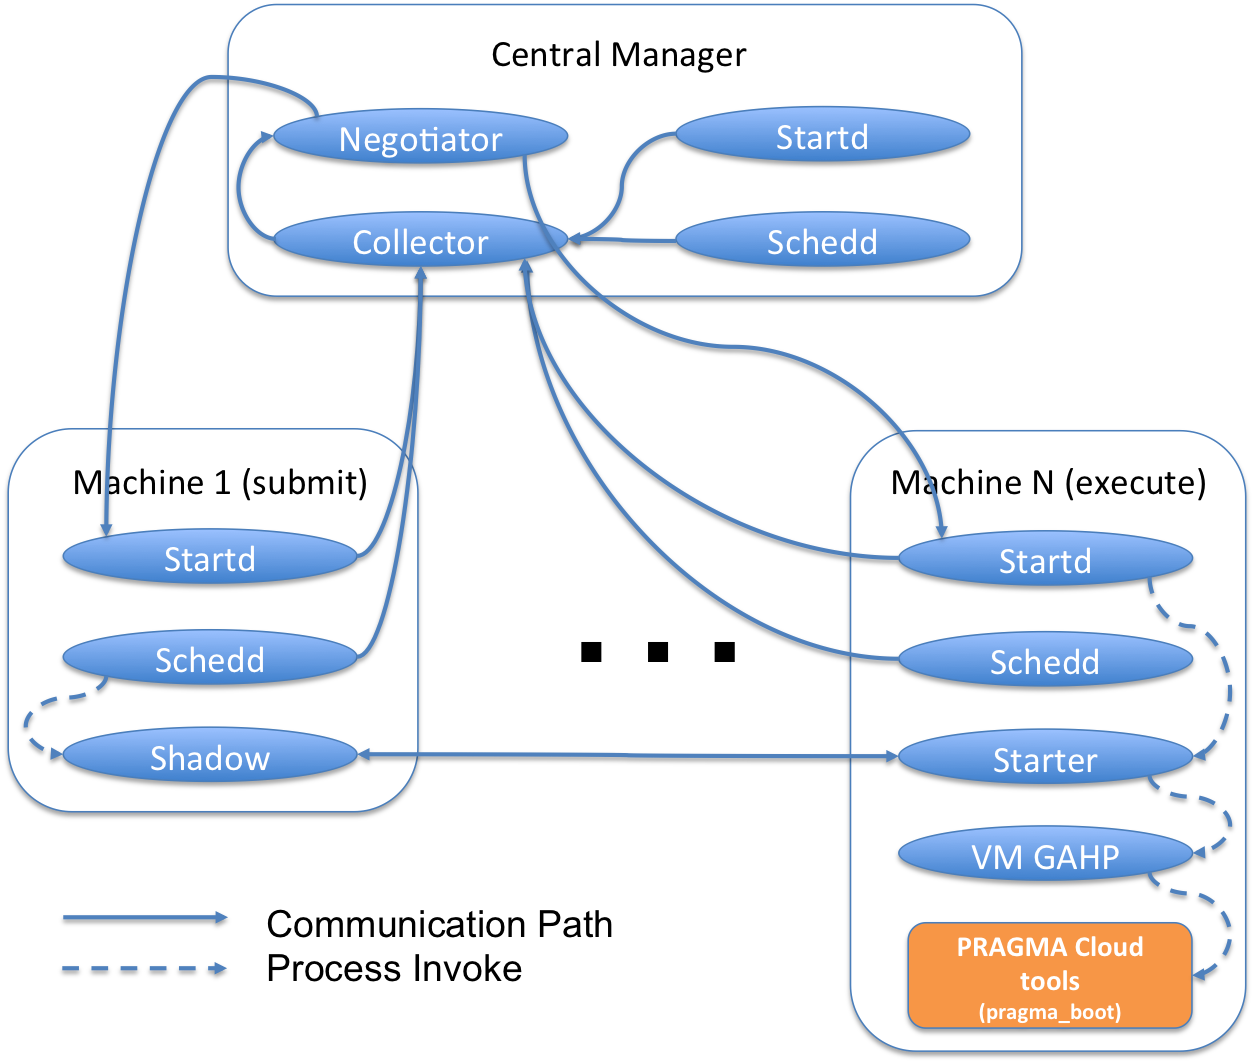 Central Manager
Negotiator
Startd
Collector
Schedd
Machine 1 (submit)
Startd
Schedd
Shadow
Machine N (execute)
Startd
Schedd
Starter
VM GAHP
PRAGMA Cloud
tools
(pragma_boot)
Communication Path
Process Invoke